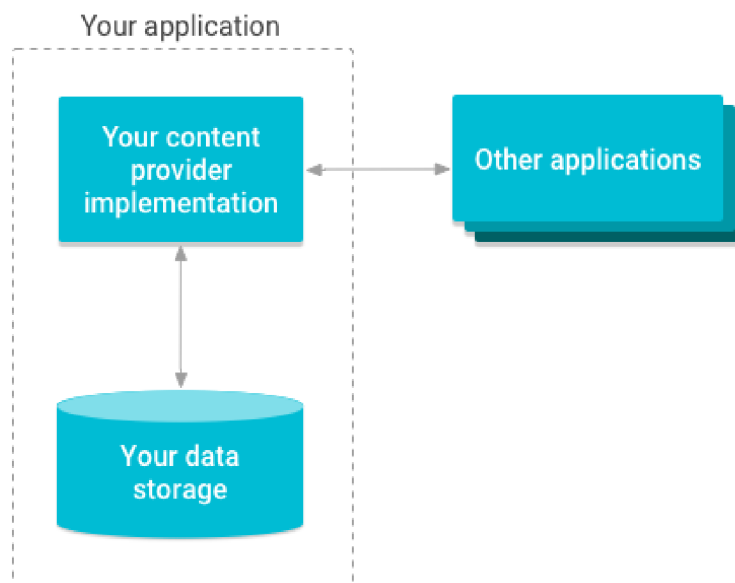 Your application
Your content
provider
implementation
Other applications
Your data
storage